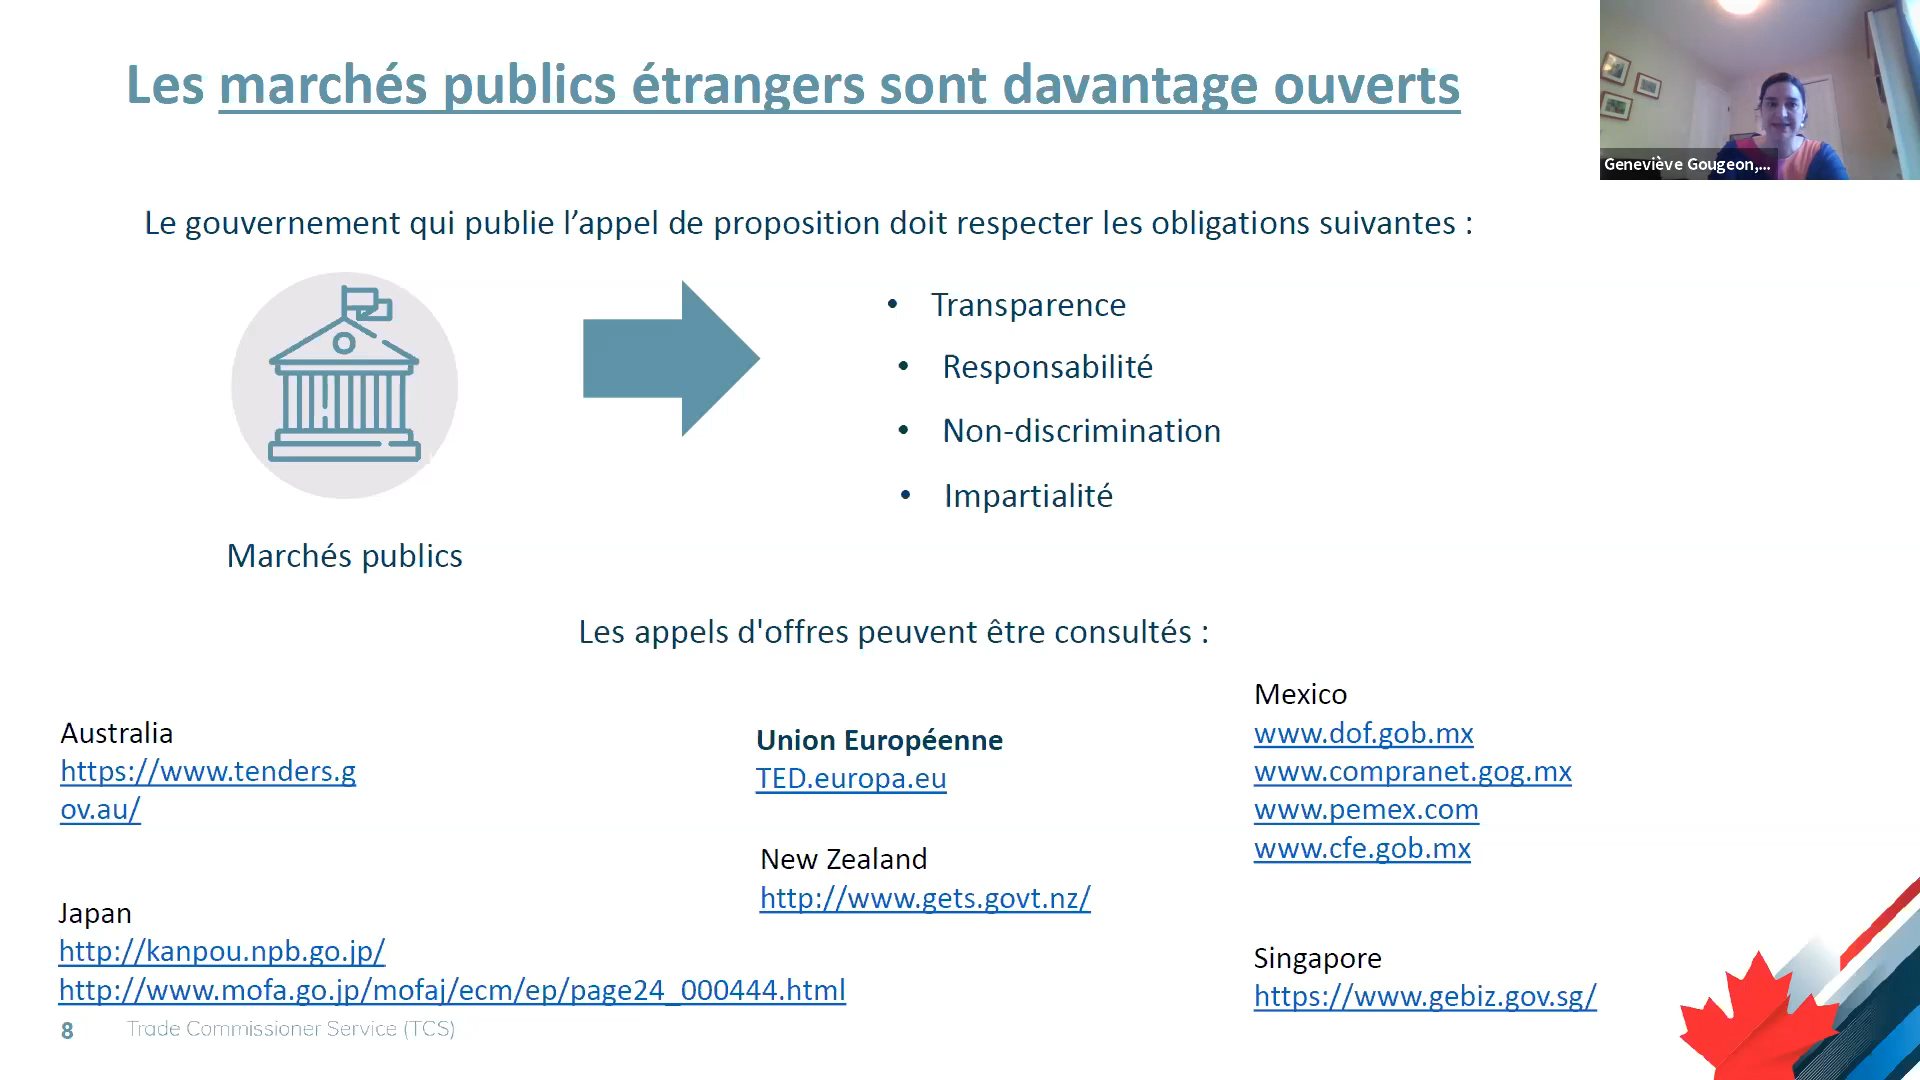 Les marchés publics étrangers sont davantage ouverts
Geneviève Gougeon,...
Le gouvernement qui publie l’appel de proposition doit respecter les obligations suivantes :
• Transparence
• Responsabilité
• Non-discrimination
• Impartialité
Marchés publics
Les appels d'offres peuvent être consultés :
Australia
https://www.tenders.g
ov.au/
Union Européenne
TED.europa.eu
Mexico
www.dof.gob.mx
www.compranet.gog.mx
www.pemex.com
www.cfe.gob.mx
New Zealand
http://www.gets.govt.nz/
Japan
http://kanpou.npb.go.jp/
http://www.mofa.go.jp/mofaj/ecm/ep/page24_000444.html
Singapore
https://www.gebiz.gov.sg/
8 Trade Commissioner Service (TCS)